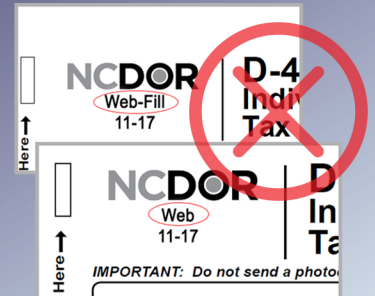 NCDOR
Web-Fill
11-17
D-4
Indiv
Tax
Here
NCDOR
Web
11-17
D
In
Ta
Here
IMPORTANT: Do not send a photo